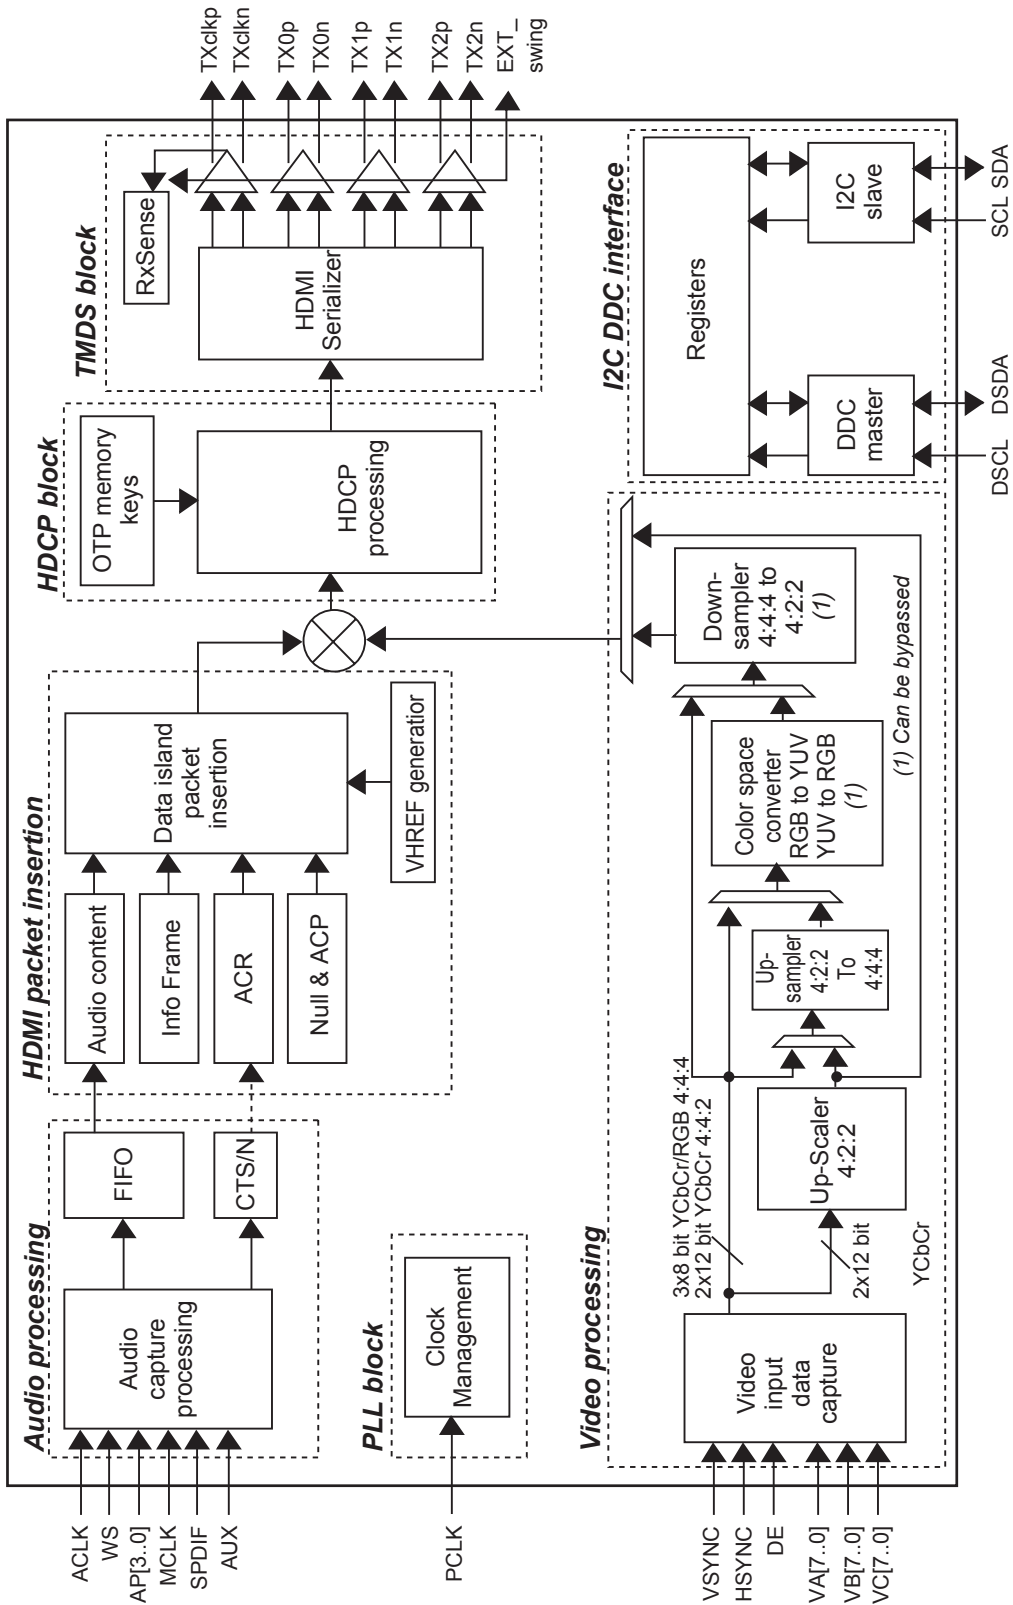 Audio processing
ACLK
WS
AP[3..0]
MCLK
SPDIF
AUX
Audio
capture
processing
FIFO
CTS/N
HDMI packet insertion
Audio content
Info Frame
ACR
Null & ACP
Data island
packet
insertion
VHREF generation
HDCP block
OTP memory
keys
HDCP
processing
TMDS block
RxSense
HDMI
Serializer
TXclkp
TXclkn
TX0p
TX0n
TX1p
TX1n
TX2p
TX2n
EXT_
swing
PLL block
PCLK
Clock
Management
Video processing
VSYNC
HSYNC
DE
VA[7..0]
VB[7..0]
VC[7..0]
Video
input
data
capture
3x8 bit YCbCr/RGB 4:4:4
2x12 bit YCbCr 4:4:2
2x12 bit
YCbCr
Up-Scaler
4:2:2
Up-
sampler
4:2:2
To
4:4:4
Color space
converter
RGB to YUV
YUV to RGB
(1)
Down-
sampler
4:4:4 to
4:2:2
(1)
(1) Can be bypassed
I2C DDC interface
Registers
DDC
master
I2C
slave
DSCL
DSDA
SCL
SDA